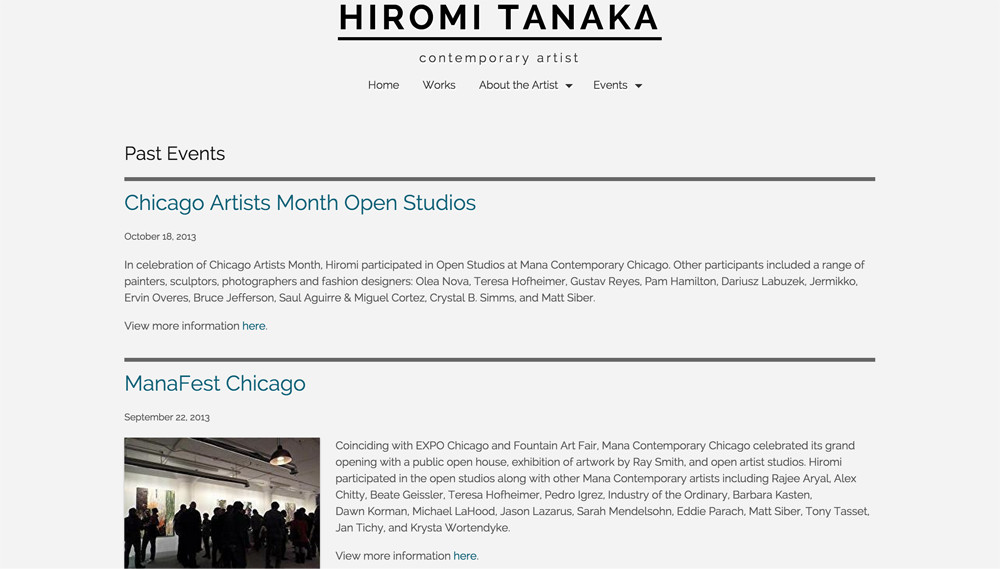 HIROMI TANAKA
contemporary artist
Home Works About the Artist Events
Past Events
Chicago Artists Month Open Studios
October 18, 2013
In celebration of Chicago Artists Month, Hiromi participated in Open Studios at Mana Contemporary Chicago. Other participants included a range of
painters, sculptors, photographers and fashion designers: Olea Nova, Teresa Hofheimer, Gustav Reyes, Pam Hamilton, Dariusz Labuzek, Jermikko,
Ervin Overes, Bruce Jefferson, Saul Aguirre & Miguel Cortez, Crystal B. Simms, and Matt Siber.
View more information here.
ManaFest Chicago
September 22, 2013
Coinciding with EXPO Chicago and Fountain Art Fair, Mana Contemporary Chicago celebrated its grand
opening with a public open house, exhibition of artwork by Ray Smith, and open artist studios. Hiromi
participated in the open studios along with other Mana Contemporary artists including Rajee Aryal, Alex
Chitty, Beate Geissler, Teresa Hofheimer, Pedro Igrez, Industry of the Ordinary, Barbara Kasten,
Dawn Korman, Michael LaHood, Jason Lazarus, Sarah Mendelsohn, Eddie Parach, Matt Siber, Tony Tasset,
Jan Tichy, and Krysta Wortendyke.
View more information here.